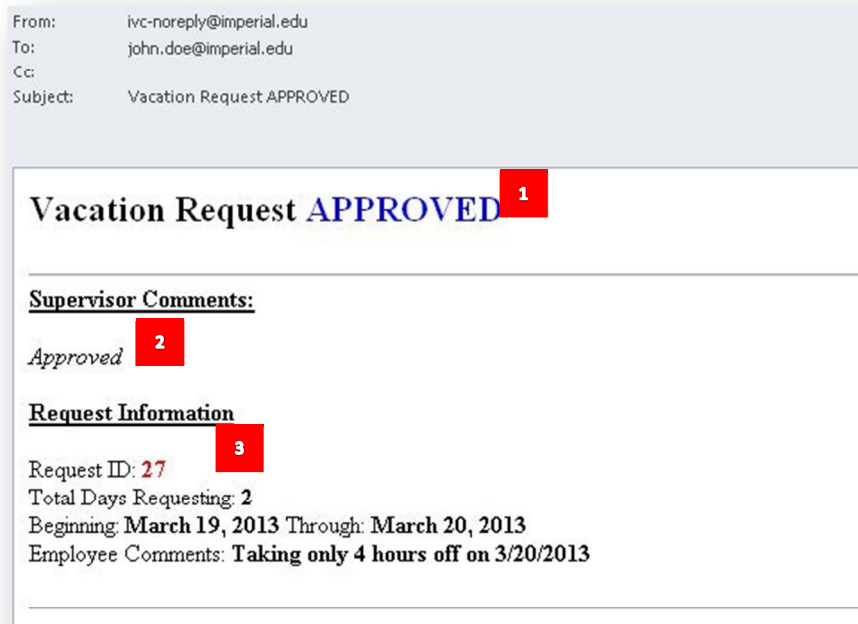 From: ivc-noreply@imperial.edu
To: john.doe@imperial.edu
Cc:
Subject: Vacation Request APPROVED
Vacation Request APPROVED 1
Supervisor Comments:
Approved 2
Request Information
3
Request ID: 27
Total Days Requesting: 2
Beginning: March 19, 2013 Through: March 20, 2013
Employee Comments: Taking only 4 hours off on 3/20/2013